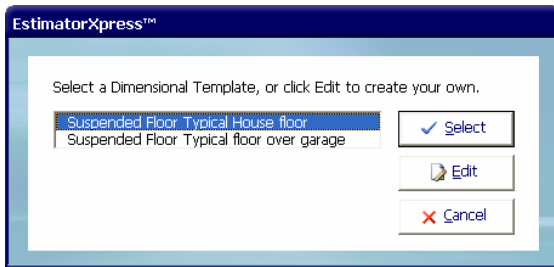 EstimatorXpress™
Select a Dimensional Template, or click Edit to create your own.
Suspended Floor Typical House floor
Suspended Floor Typical floor over garage
Select
Edit
Cancel